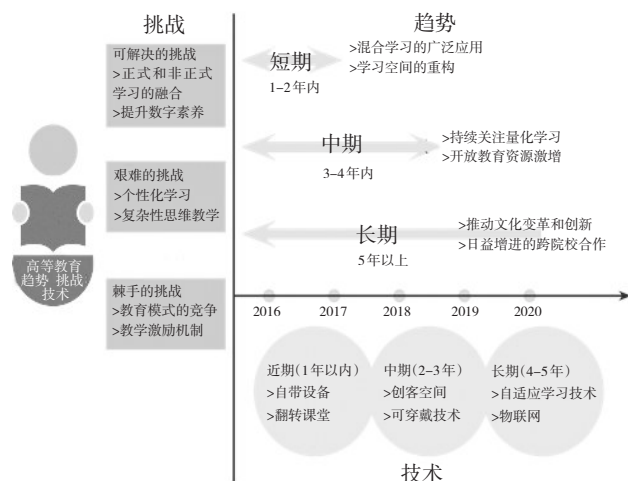 挑战
可解决的挑战
>正式和非正式
学习的融合
>提升数字素养
艰难的挑战
>个性化学习
>复杂性思维教学
棘手的挑战
>教育模式的竞争
>教学激励机制
高等教育
趋势 挑战
技术
趋势
短期
1-2年内
>混合学习的广泛应用
>学习空间的重构
中期
3-4年内
>持续关注量化学习
>开放教育资源激增
长期
5年以上
>推动文化变革和创新
>日益增进的跨院校合作
2016 2017 2018 2019 2020
近期(1年以内)
>自带设备
>翻转课堂
中期(2-3年)
>创客空间
>可穿戴技术
长期(4-5年)
>自适应学习技术
>物联网
技术